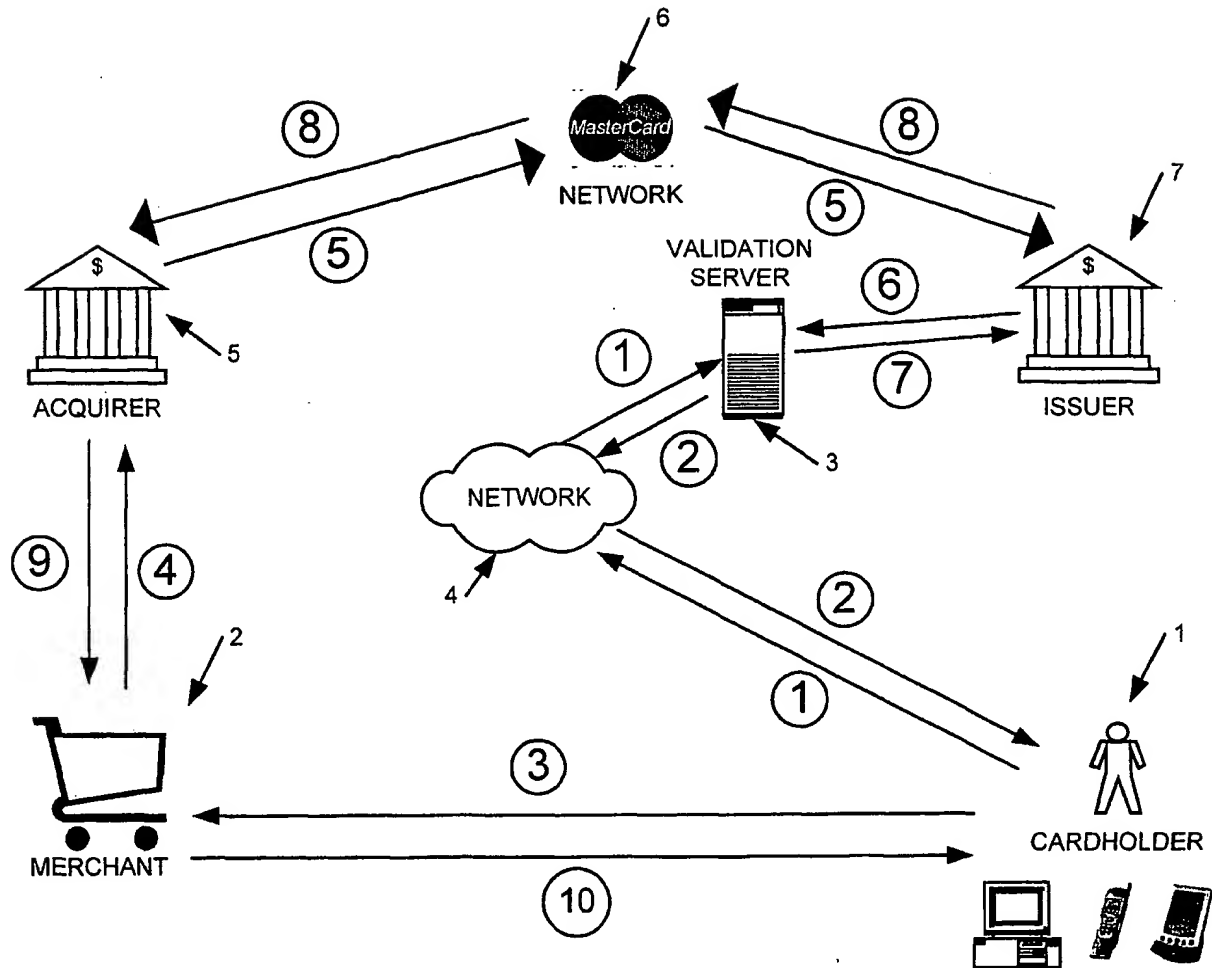 6
8
MasterCard
8
NETWORK
5
5
7
$
VALIDATION
SERVER
$
6
5
1
7
ACQUIRER
ISSUER
2
3
NETWORK
9
4
4
2
2
1
1
3
MERCHANT
CARDHOLDER
10